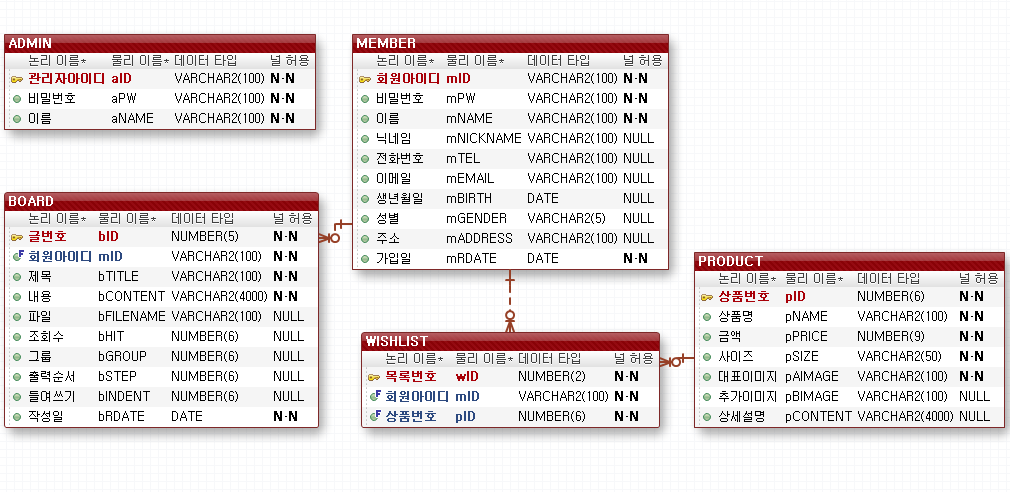 ADMIN
논리 이름* 물리 이름* 데이터 타입 널 허용
관리자아이디 aID VARCHAR2(100) N-N
비밀번호 aPW VARCHAR2(100) N-N
이름 aNAME VARCHAR2(100) N-N
MEMBER
논리 이름* 물리 이름* 데이터 타입 널 허용
회원아이디 mID VARCHAR2(100) N-N
비밀번호 mPW VARCHAR2(100) N-N
이름 mNAME VARCHAR2(100) N-N
닉네임 mNICKNAME VARCHAR2(100) NULL
전화번호 mTEL VARCHAR2(100) NULL
이메일 mEMAIL VARCHAR2(100) NULL
생년월일 mBIRTH DATE NULL
성별 mGENDER VARCHAR2(5) NULL
주소 mADDRESS VARCHAR2(100) NULL
가입일 mRDATE DATE N-N
BOARD
논리 이름* 물리 이름* 데이터 타입 널 허용
글번호 bID NUMBER(5) N-N
회원아이디 mID VARCHAR2(100) N-N
제목 bTITLE VARCHAR2(100) N-N
내용 bCONTENT VARCHAR2(4000) N-N
파일 bFILENAME VARCHAR2(100) NULL
조회수 bHIT NUMBER(6) NULL
그룹 bGROUP NUMBER(6) NULL
출력순서 bSTEP NUMBER(6) NULL
들여쓰기 bINDENT NUMBER(6) NULL
작성일 bRDATE DATE N-N
WISHLIST
논리 이름* 물리 이름* 데이터 타입 널 허용
목록번호 wID NUMBER(2) N-N
회원아이디 mID VARCHAR2(100) N-N
상품번호 pID NUMBER(6) N-N
PRODUCT
논리 이름* 물리 이름* 데이터 타입 널 허용
상품번호 pID NUMBER(6) N-N
상품명 pNAME VARCHAR2(100) N-N
금액 pPRICE NUMBER(9) N-N
사이즈 pSIZE VARCHAR2(50) N-N
대표이미지 pAIMAGE VARCHAR2(100) N-N
추가이미지 pBIMAGE VARCHAR2(100) NULL
상세설명 pCONTENT VARCHAR2(4000) NULL